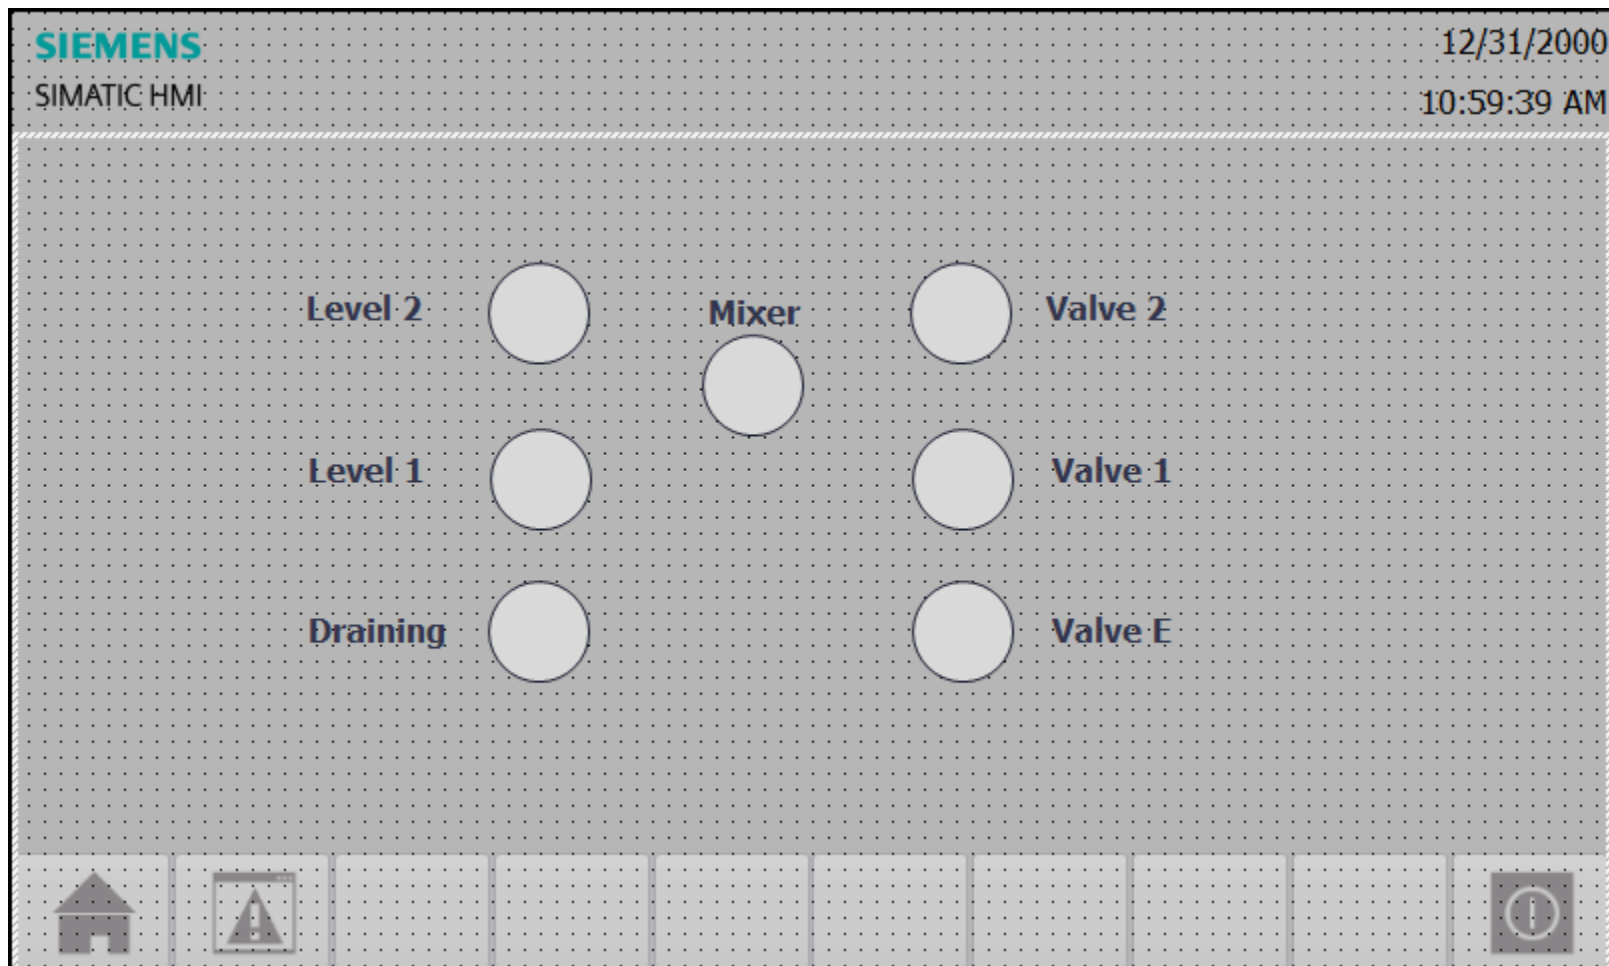 SIEMENS
12/31/2000
SIMATIC HMI
10:59:39 AM
Level 2
Mixer
Valve 2
Level 1
Valve 1
Draining
Valve E